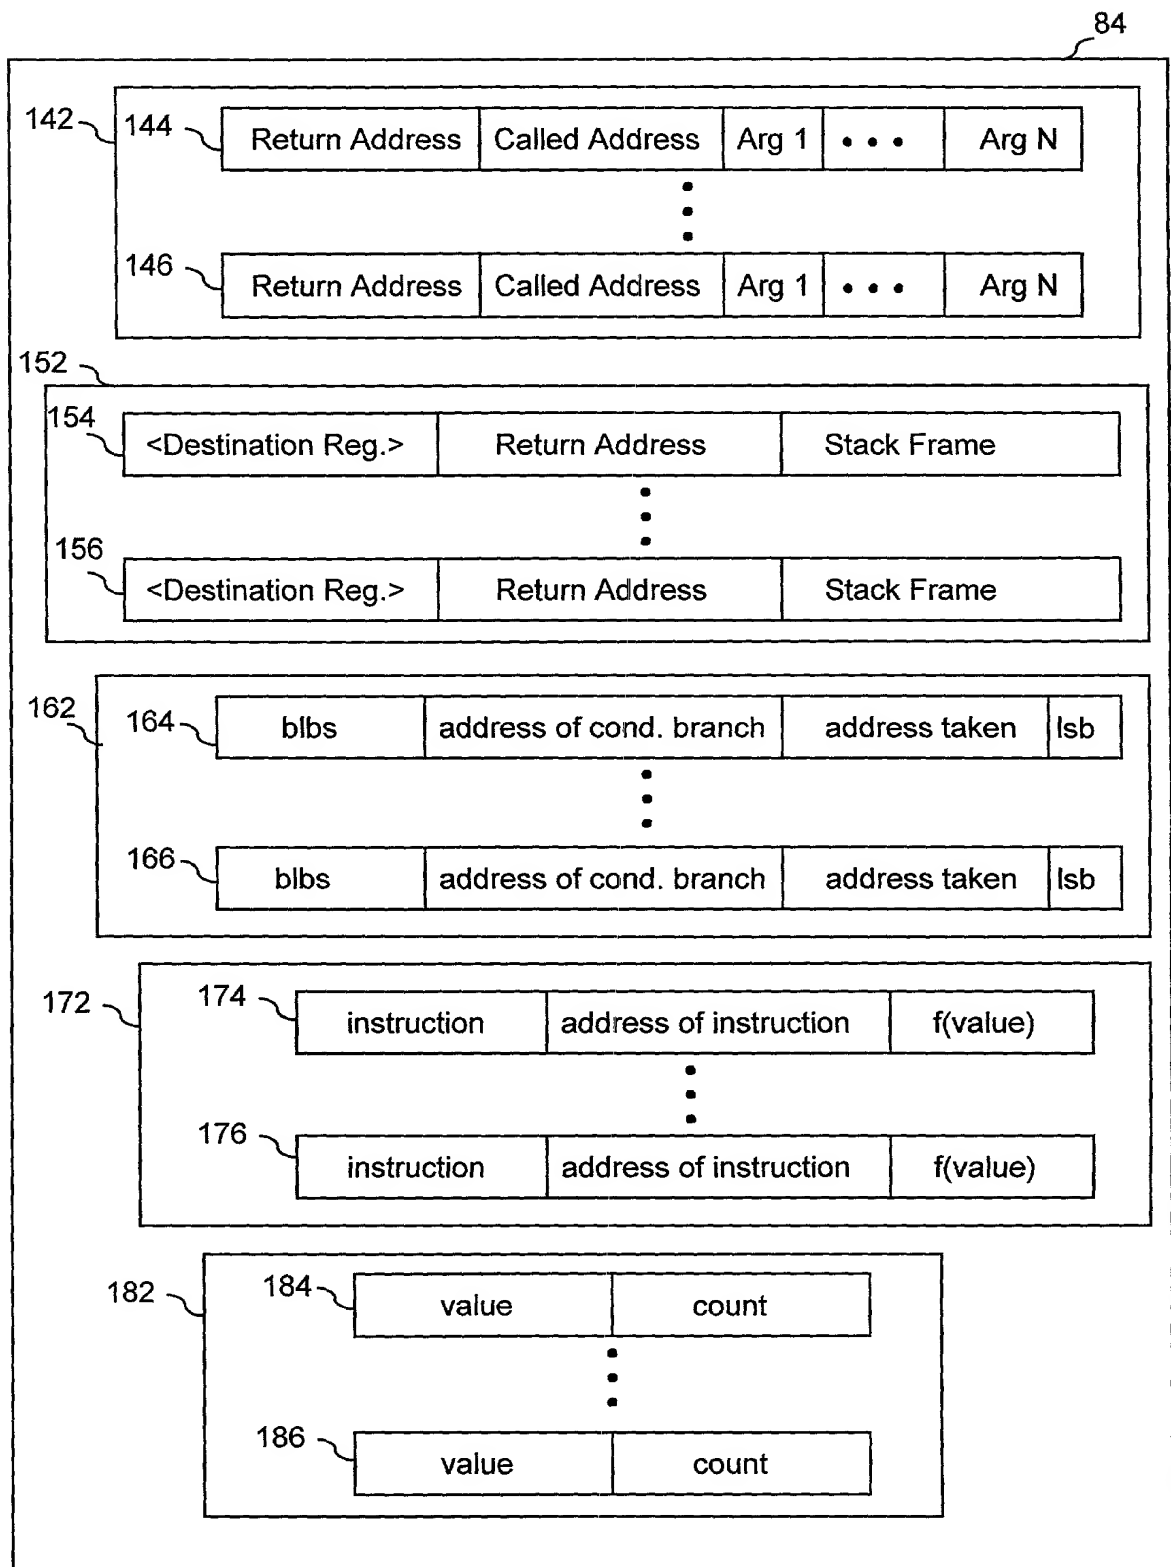 84
142
144
Return Address Called Address Arg 1 • • • Arg N
146
Return Address Called Address Arg 1 • • • Arg N
152
154
<Destination Reg.> Return Address Stack Frame
156
<Destination Reg.> Return Address Stack Frame
162
164
blbs address of cond. branch address taken lsb
166
blbs address of cond. branch address taken lsb
172
174
instruction address of instruction f(value)
176
instruction address of instruction f(value)
182
184
value count
186
value count